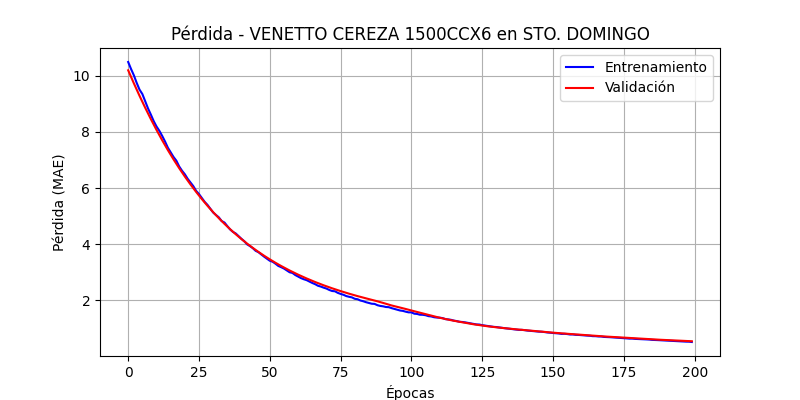 Pérdida - VENETTO CEREZA 1500CCX6 en STO. DOMINGO
Entrenamiento
Validación
Pérdida (MAE)
10
8
6
4
2
0 25 50 75 100 125 150 175 200
Épocas